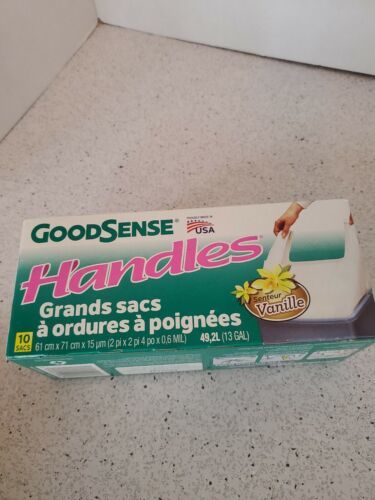 GOODSENSE®
PROUDLY MADE IN
USA
Handles®
Grands sacs
à ordures à poignées
Senteur
Vanille
10
SACS
61 cm x 71 cm x 15 µm (2 pi x 2 pi 4 po x 0,6 MIL) 49,2L (13 GAL)